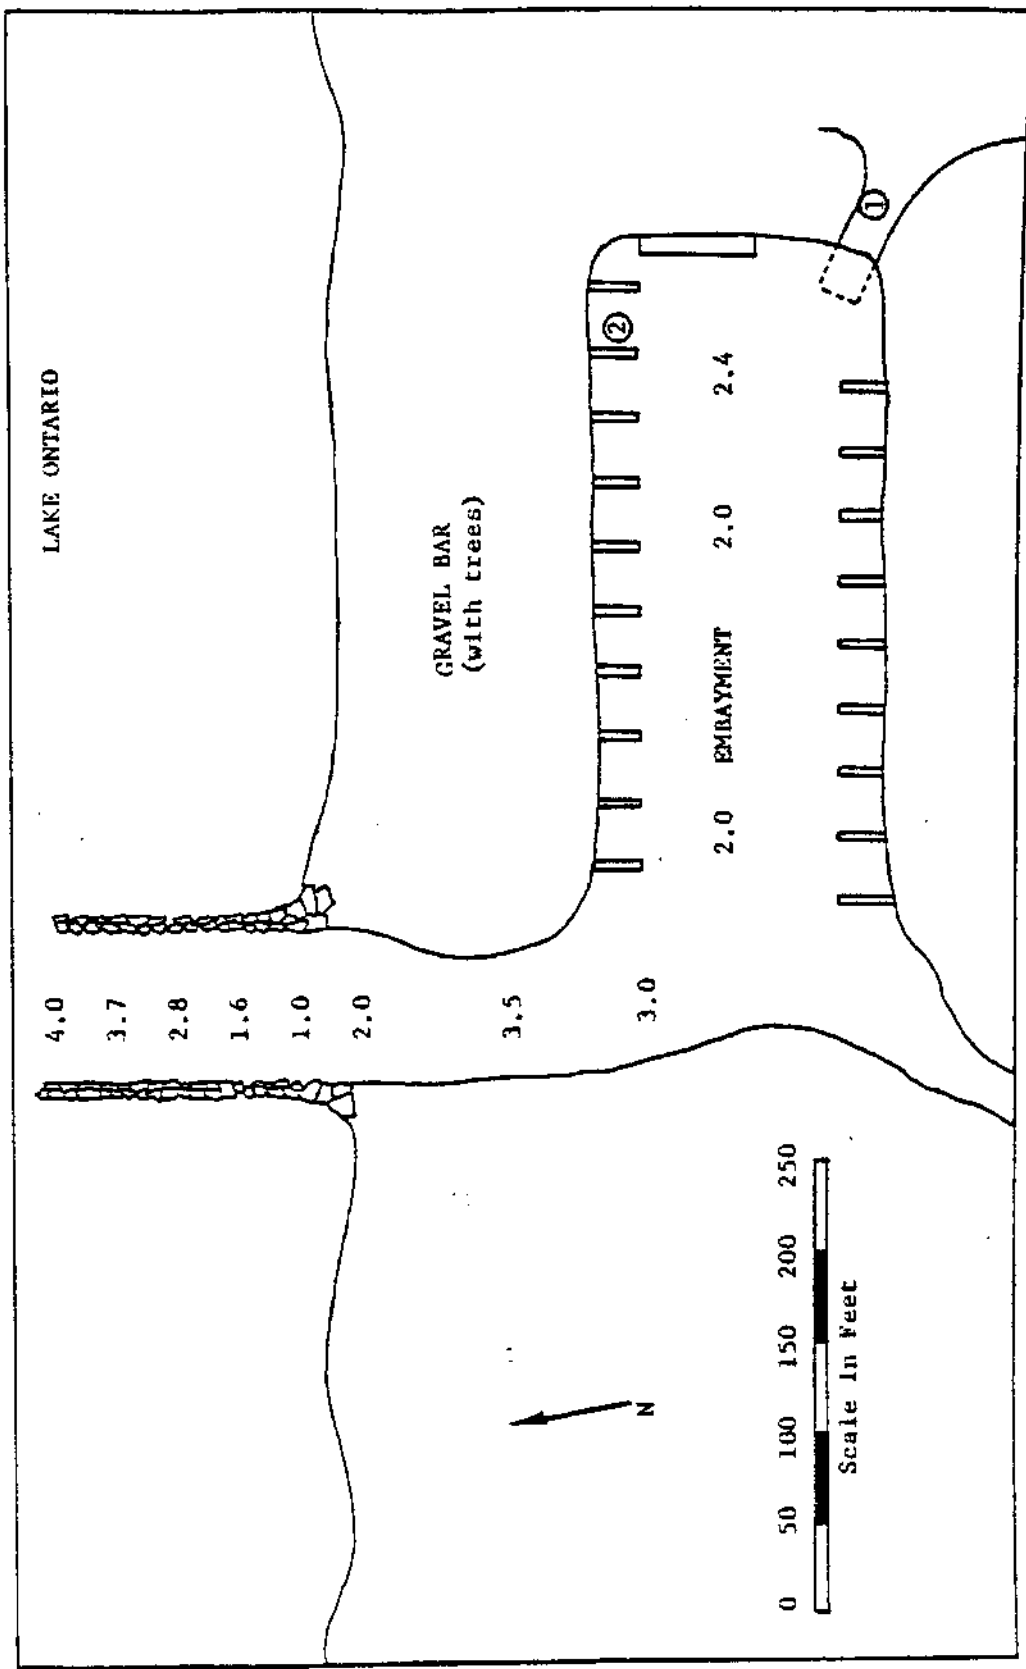 LAKE ONTARIO
GRAVEL BAR
(with trees)
4.0
3.7
2.8
1.6
1.0
2.0
3.5
3.0
2.0 EMBAYMENT 2.0 2.4
1
2
N
0 50 100 150 200 250
Scale In Feet